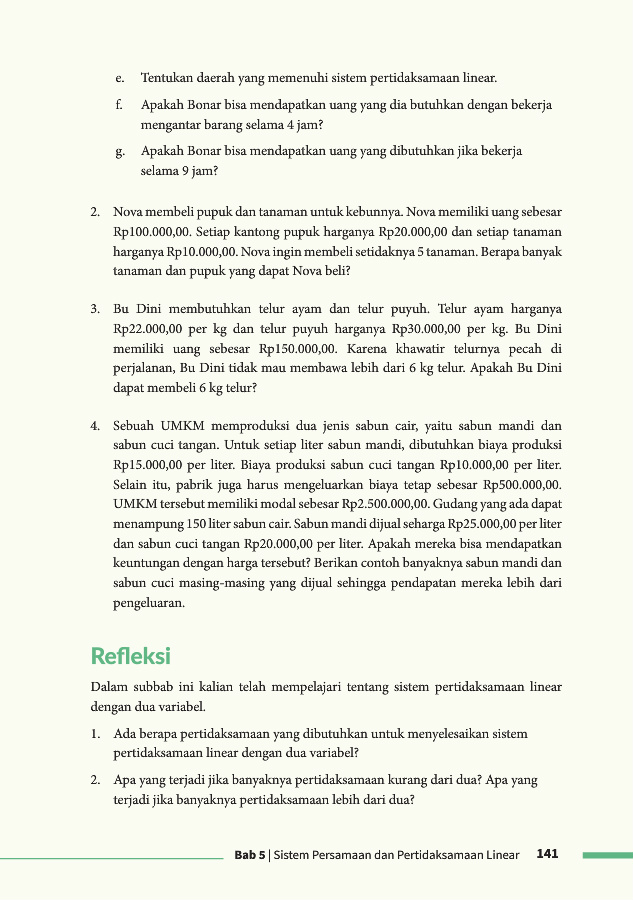 e. Tentukan daerah yang memenuhi sistem pertidaksamaan linear.
f. Apakah Bonar bisa mendapatkan uang yang dia butuhkan dengan bekerja
mengantar barang selama 4 jam?
g. Apakah Bonar bisa mendapatkan uang yang dibutuhkan jika bekerja
selama 9 jam?
2. Nova membeli pupuk dan tanaman untuk kebunnya. Nova memiliki uang sebesar
Rp100.000,00. Setiap kantong pupuk harganya Rp20.000,00 dan setiap tanaman
harganya Rp10.000,00. Nova ingin membeli setidaknya 5 tanaman. Berapa banyak
tanaman dan pupuk yang dapat Nova beli?
3. Bu Dini membutuhkan telur ayam dan telur puyuh. Telur ayam harganya
Rp22.000,00 per kg dan telur puyuh harganya Rp30.000,00 per kg. Bu Dini
memiliki uang sebesar Rp150.000,00. Karena khawatir telurnya pecah di
perjalanan, Bu Dini tidak mau membawa lebih dari 6 kg telur. Apakah Bu Dini
dapat membeli 6 kg telur?
4. Sebuah UMKM memproduksi dua jenis sabun cair, yaitu sabun mandi dan
sabun cuci tangan. Untuk setiap liter sabun mandi, dibutuhkan biaya produksi
Rp15.000,00 per liter. Biaya produksi sabun cuci tangan Rp10.000,00 per liter.
Selain itu, pabrik juga harus mengeluarkan biaya tetap sebesar Rp500.000,00.
UMKM tersebut memiliki modal sebesar Rp2.500.000,00. Gudang yang ada dapat
menampung 150 liter sabun cair. Sabun mandi dijual seharga Rp25.000,00 per liter
dan sabun cuci tangan Rp20.000,00 per liter. Apakah mereka bisa mendapatkan
keuntungan dengan harga tersebut? Berikan contoh banyaknya sabun mandi dan
sabun cuci masing-masing yang dijual sehingga pendapatan mereka lebih dari
pengeluaran.
Refleksi
Dalam subbab ini kalian telah mempelajari tentang sistem pertidaksamaan linear
dengan dua variabel.
1. Ada berapa pertidaksamaan yang dibutuhkan untuk menyelesaikan sistem
pertidaksamaan linear dengan dua variabel?
2. Apa yang terjadi jika banyaknya pertidaksamaan kurang dari dua? Apa yang
terjadi jika banyaknya pertidaksamaan lebih dari dua?
Bab 5 | Sistem Persamaan dan Pertidaksamaan Linear 141